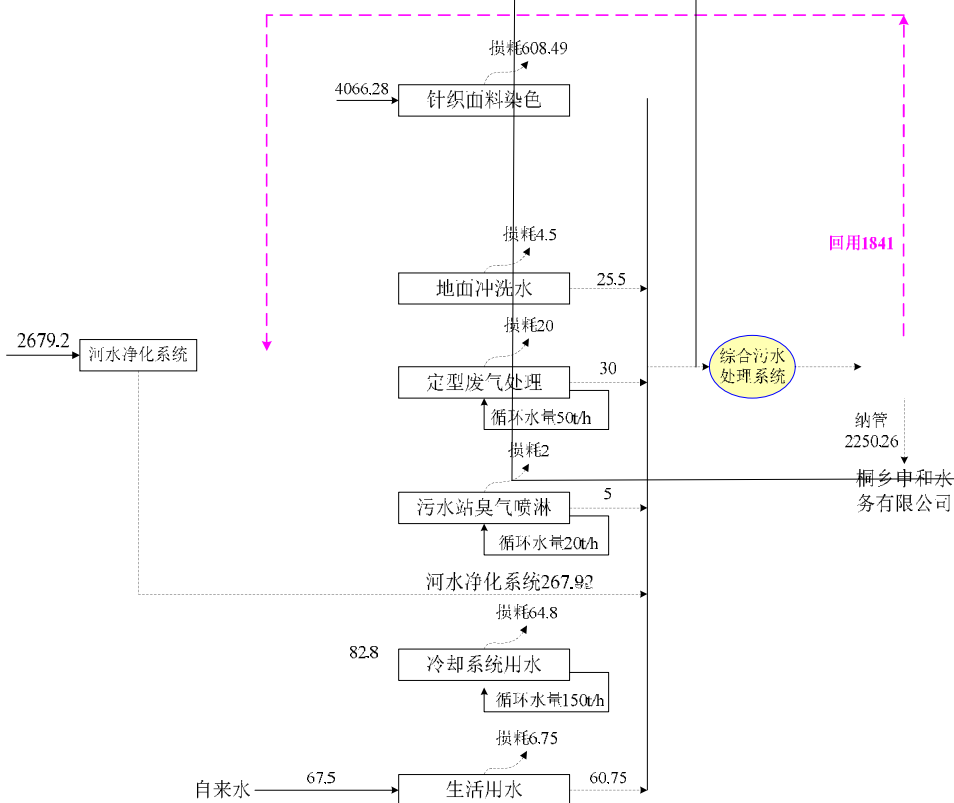 损耗608.49
4066.28
针织面料染色
损耗4.5
回用1841
地面冲洗水
25.5
损耗20
2679.2
河水净化系统
综合污水
处理系统
定型废气处理
30
循环水量50t/h
纳管
2250.26
损耗2
桐乡申和水
务有限公司
污水站臭气喷淋
5
循环水量20t/h
河水净化系统267.92
损耗64.8
82.8
冷却系统用水
循环水量150t/h
损耗6.75
自来水
67.5
生活用水
60.75